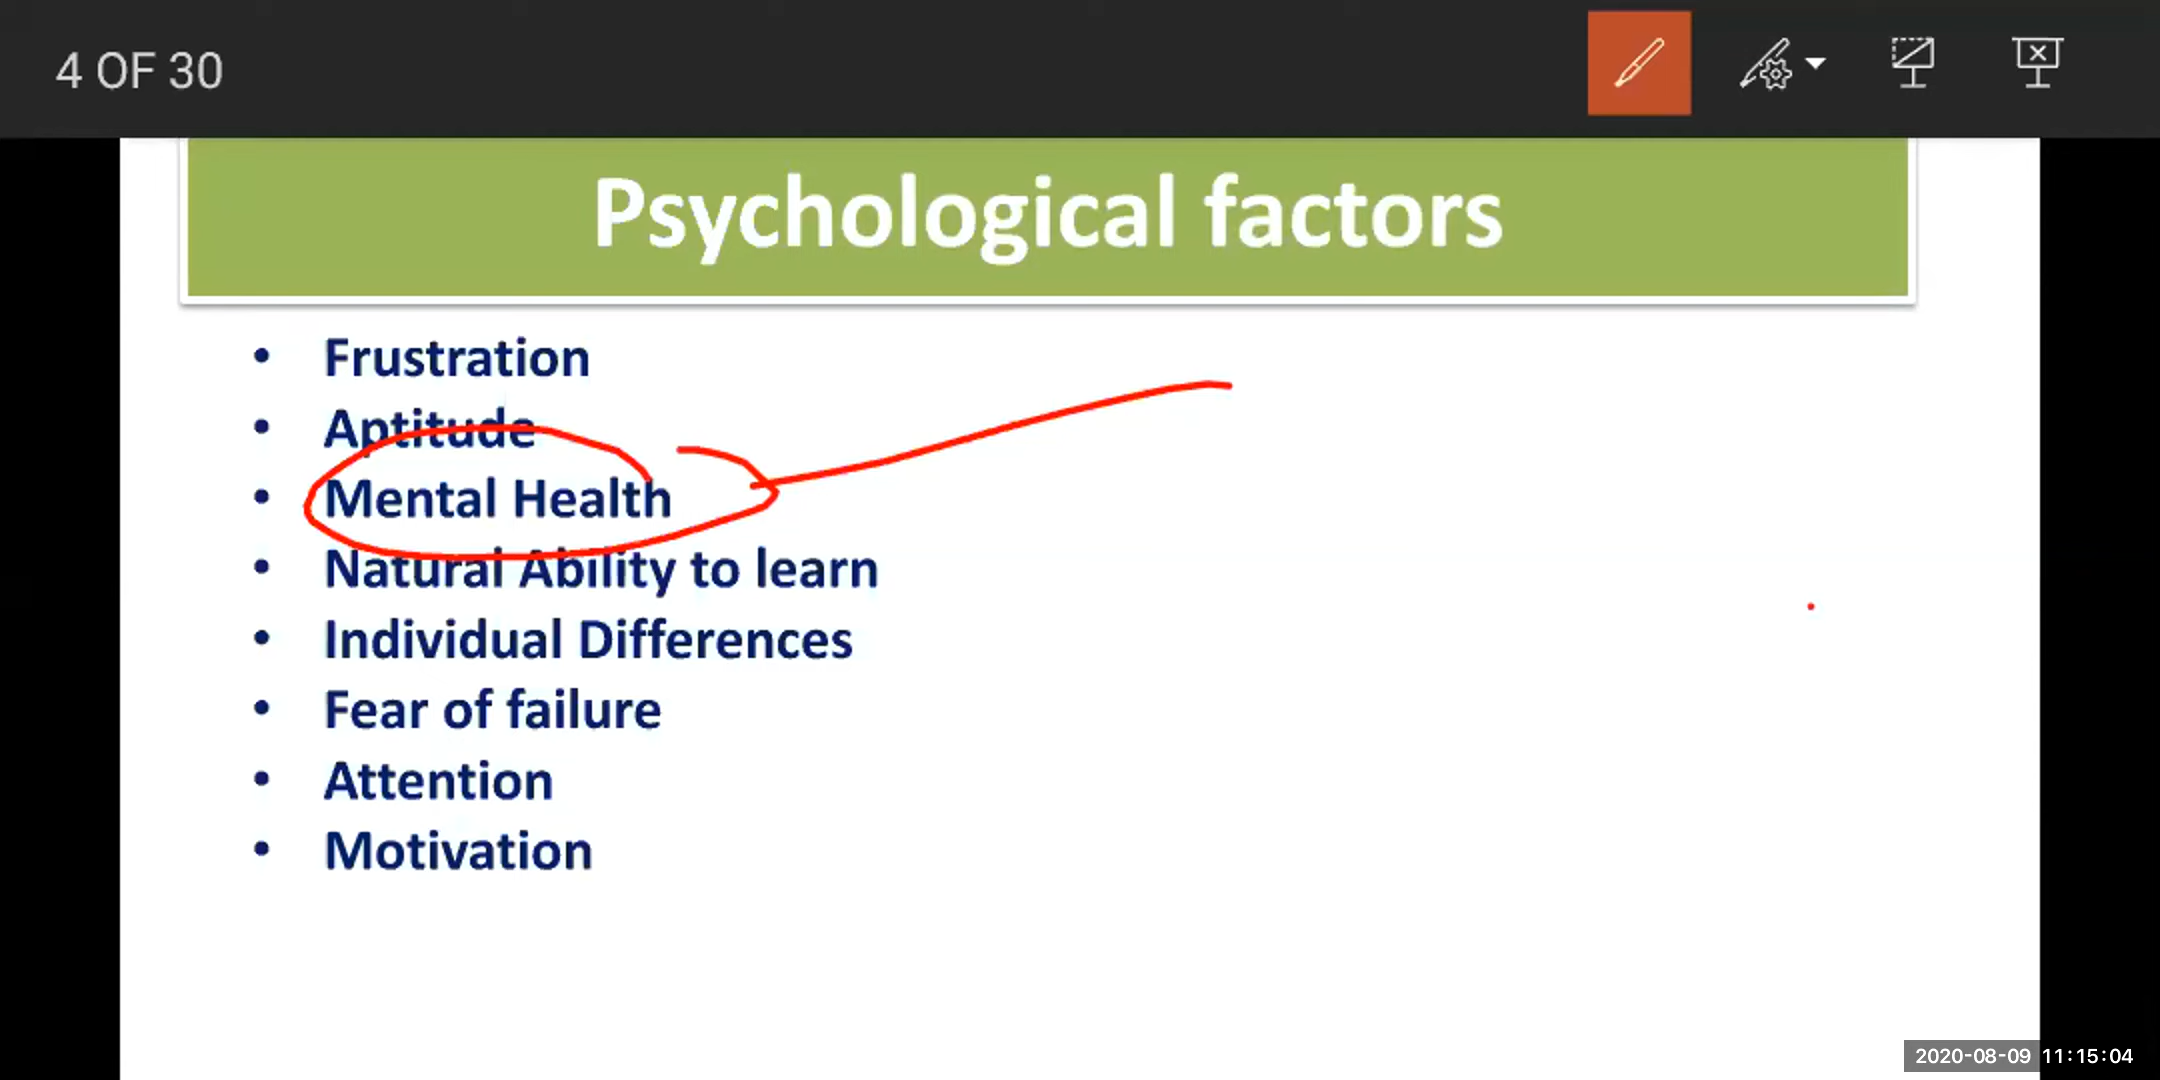 4 OF 30
Psychological factors
• Frustration
• Aptitude
• Mental Health
• Natural Ability to learn
• Individual Differences
• Fear of failure
• Attention
• Motivation
2020-08-09 11:15:04